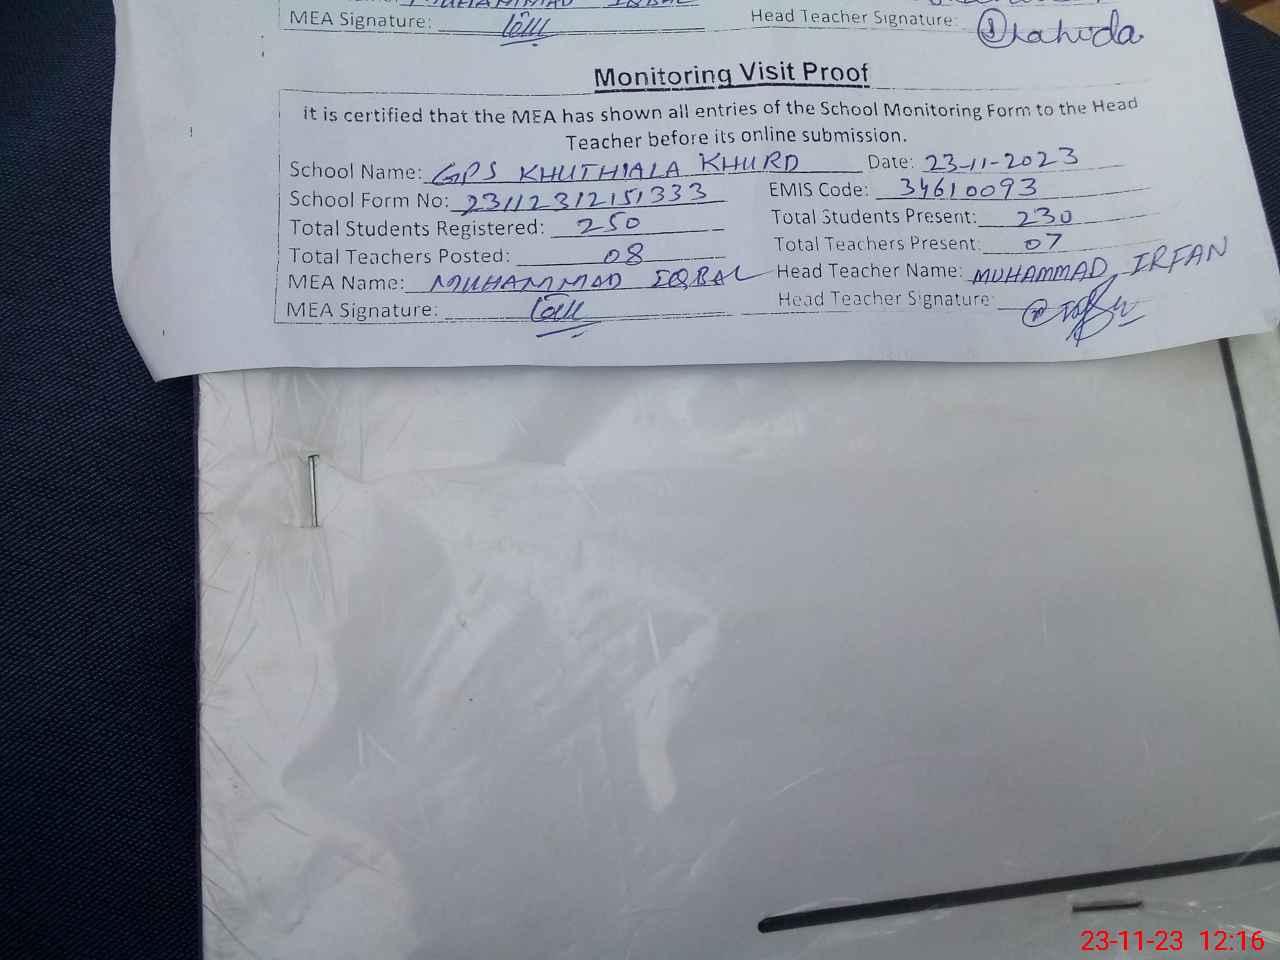 MUHAMMAD IQBAL
MEA Signature: Head Teacher Signature:
Monitoring Visit Proof
it is certified that the MEA has shown all entries of the School Monitoring Form to the Head
Teacher before its online submission.
School Name: GPS KHUTHIALA KHURD Date: 23-11-2023
School Form No: 23112312151333 EMIS Code: 34610093
Total Students Registered: 250 Total Students Present: 230
Total Teachers Posted: 08 Total Teachers Present: 07
MEA Name: MUHAMMAD IQBAL Head Teacher Name: MUHAMMAD IRFAN
MEA Signature: Head Teacher Signature:
23-11-23 12:16